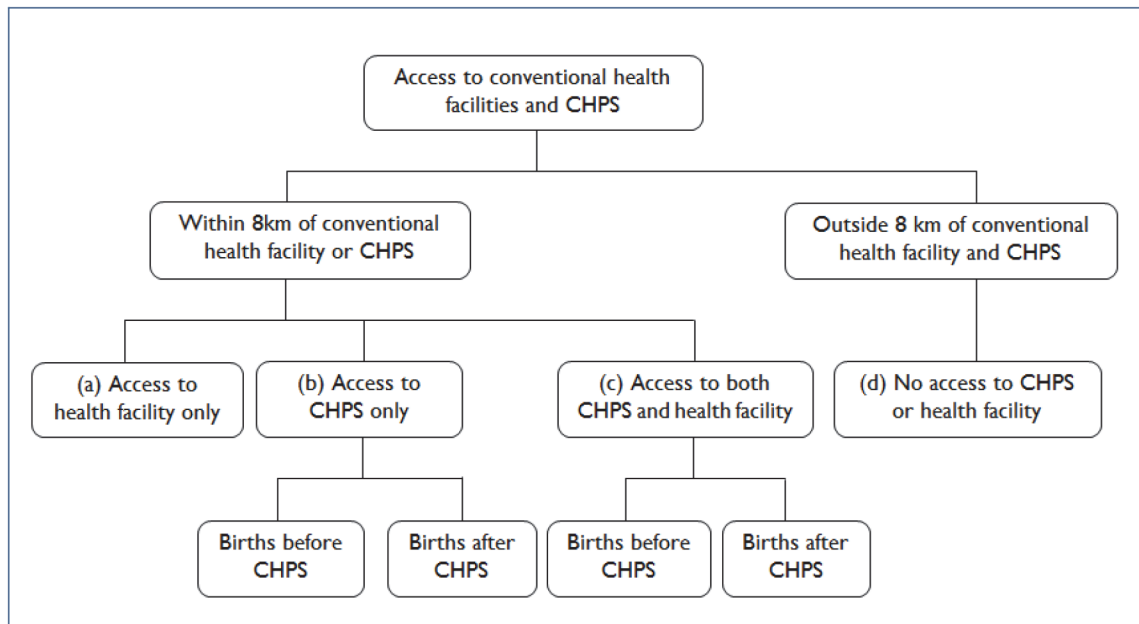 Access to conventional health
facilities and CHPS
Within 8km of conventional
health facility or CHPS
Outside 8 km of conventional
health facility and CHPS
(a) Access to
health facility only
(b) Access to
CHPS only
(c) Access to both
CHPS and health facility
(d) No access to CHPS
or health facility
Births before
CHPS
Births after
CHPS
Births before
CHPS
Births after
CHPS